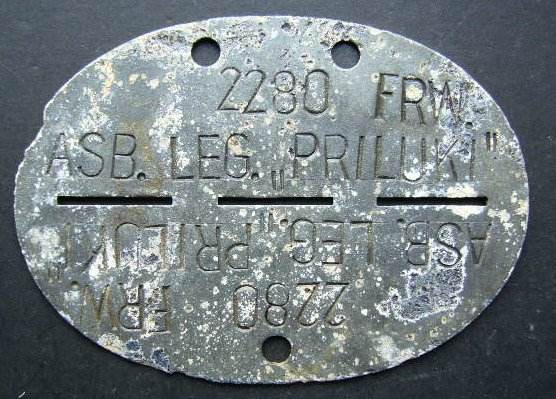 2280 FRW.
ASB. LEG. „PRILUKI"
ASB. LEG. „PRILUKI"
2280 FRW.